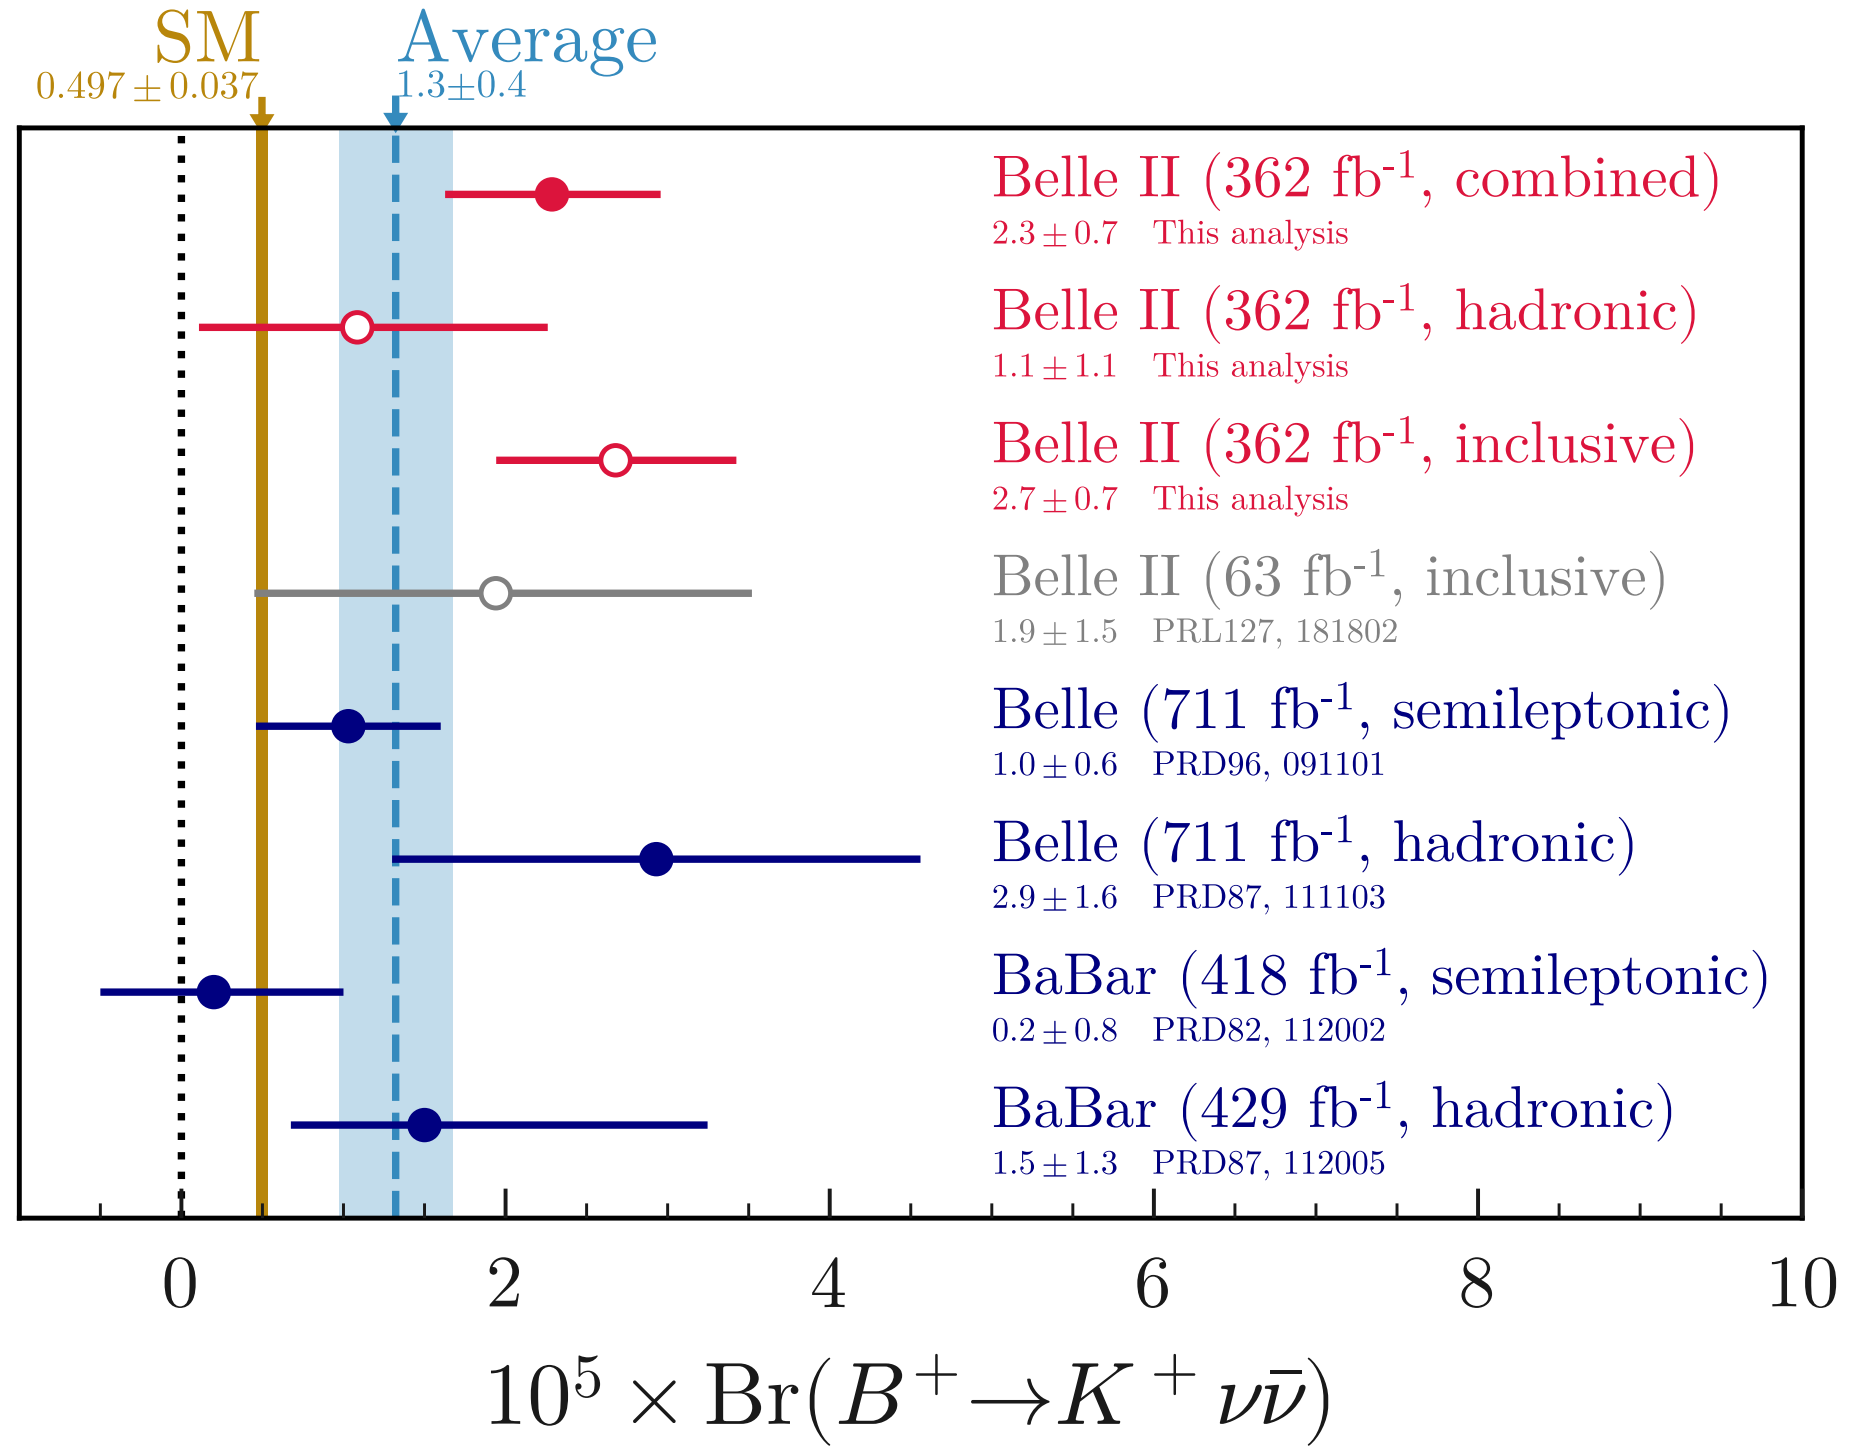 SM
0.497 ± 0.037
Average
1.3±0.4
Belle II (362 fb⁻¹, combined)
2.3 ± 0.7 This analysis
Belle II (362 fb⁻¹, hadronic)
1.1 ± 1.1 This analysis
Belle II (362 fb⁻¹, inclusive)
2.7 ± 0.7 This analysis
Belle II (63 fb⁻¹, inclusive)
1.9 ± 1.5 PRL127, 181802
Belle (711 fb⁻¹, semileptonic)
1.0 ± 0.6 PRD96, 091101
Belle (711 fb⁻¹, hadronic)
2.9 ± 1.6 PRD87, 111103
BaBar (418 fb⁻¹, semileptonic)
0.2 ± 0.8 PRD82, 112002
BaBar (429 fb⁻¹, hadronic)
1.5 ± 1.3 PRD87, 112005
0 2 4 6 8 10
10⁵ × Br(B⁺→K⁺νν̄)